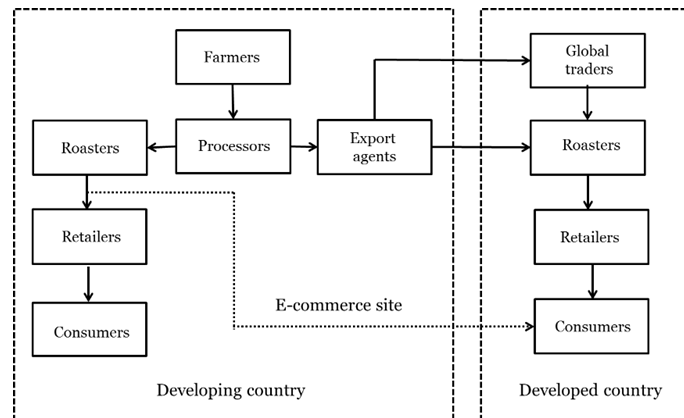 Farmers
Global
traders
Roasters
Processors
Export
agents
Roasters
Retailers
Retailers
E-commerce site
Consumers
Consumers
Developing country
Developed country